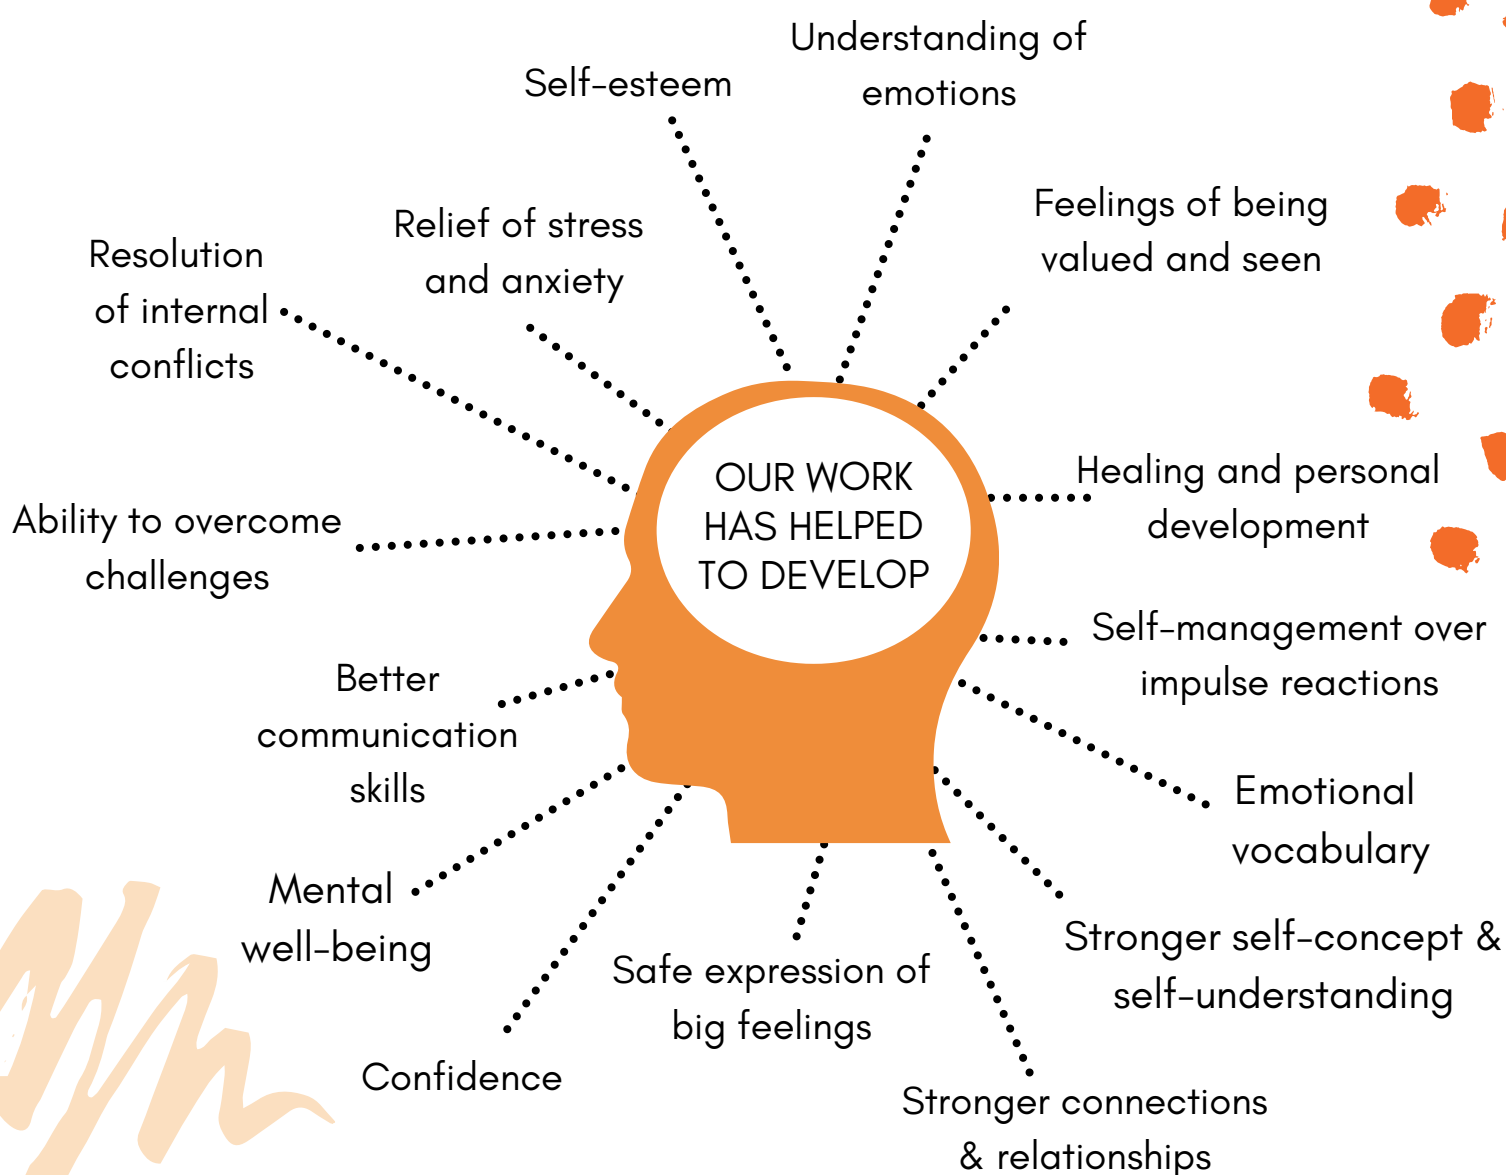 Understanding of
emotions
Self-esteem
Feelings of being
valued and seen
Relief of stress
and anxiety
Resolution
of internal
conflicts
OUR WORK
HAS HELPED
TO DEVELOP
Healing and personal
development
Ability to overcome
challenges
Self-management over
impulse reactions
Better
communication
skills
Emotional
vocabulary
Mental
well-being
Stronger self-concept &
self-understanding
Safe expression of
big feelings
Confidence
Stronger connections
& relationships